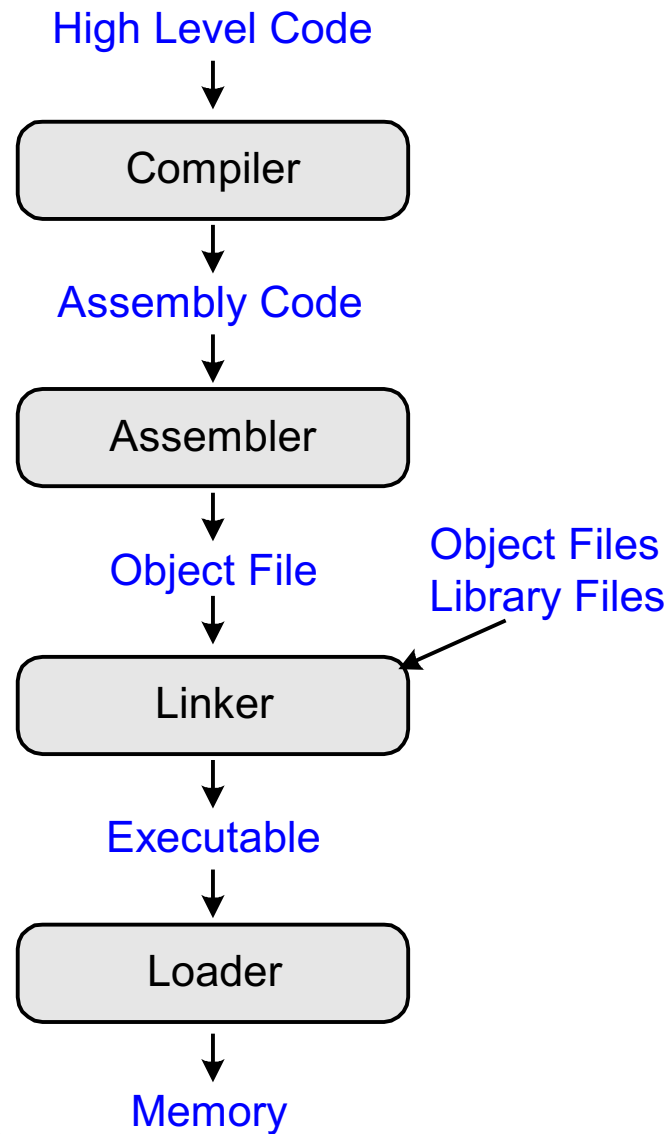 High Level Code
Compiler
Assembly Code
Assembler
Object File
Object Files
Library Files
Linker
Executable
Loader
Memory